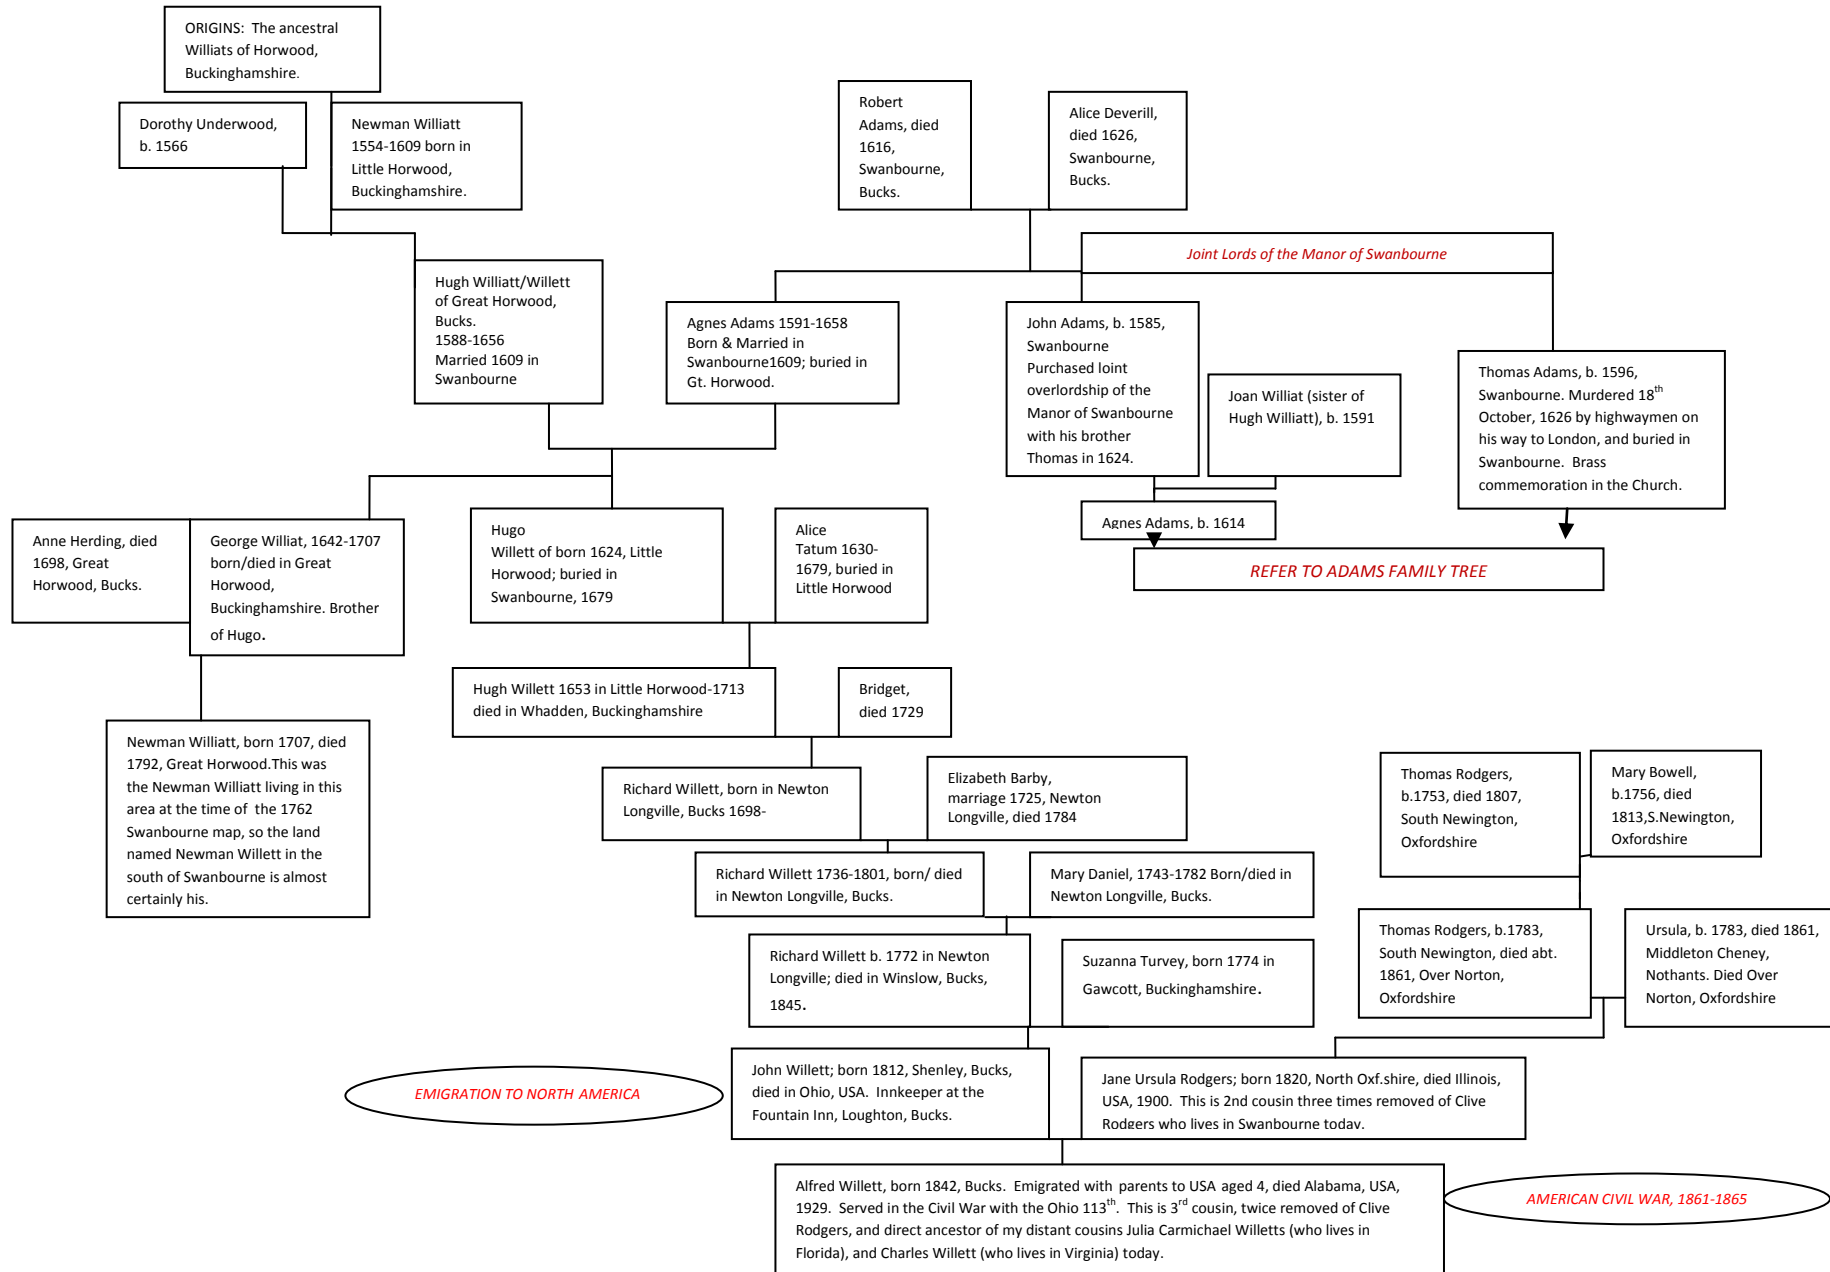 ORIGINS: The ancestral
Williats of Horwood,
Buckinghamshire.
Dorothy Underwood,
b. 1566
Newman Williatt
1554-1609 born in
Little Horwood,
Buckinghamshire.
Robert
Adams, died
1616,
Swanbourne,
Bucks.
Alice Deverill,
died 1626,
Swanbourne,
Bucks.
Joint Lords of the Manor of Swanbourne
Hugh Williatt/Willett
of Great Horwood,
Bucks.
1588-1656
Married 1609 in
Swanbourne
Agnes Adams 1591-1658
Born & Married in
Swanbourne1609; buried in
Gt. Horwood.
John Adams, b. 1585,
Swanbourne
Purchased loint
overlordship of the
Manor of Swanbourne
with his brother
Thomas in 1624.
Joan Williat (sister of
Hugh Williatt), b. 1591
Thomas Adams, b. 1596,
Swanbourne. Murdered 18th
October, 1626 by highwaymen on
his way to London, and buried in
Swanbourne. Brass
commemoration in the Church.
Agnes Adams, b. 1614
REFER TO ADAMS FAMILY TREE
Anne Herding, died
1698, Great
Horwood, Bucks.
George Williat, 1642-1707
born/died in Great
Horwood,
Buckinghamshire. Brother
of Hugo.
Hugo
Willett of born 1624, Little
Horwood; buried in
Swanbourne, 1679
Alice
Tatum 1630-
1679, buried in
Little Horwood
Hugh Willett 1653 in Little Horwood-1713
died in Whadden, Buckinghamshire
Bridget,
died 1729
Newman Williatt, born 1707, died
1792, Great Horwood.This was
the Newman Williatt living in this
area at the time of the 1762
Swanbourne map, so the land
named Newman Willett in the
south of Swanbourne is almost
certainly his.
Richard Willett, born in Newton
Longville, Bucks 1698-
Elizabeth Barby,
marriage 1725, Newton
Longville, died 1784
Thomas Rodgers,
b.1753, died 1807,
South Newington,
Oxfordshire
Mary Bowell,
b.1756, died
1813,S.Newington,
Oxfordshire
Richard Willett 1736-1801, born/ died
in Newton Longville, Bucks.
Mary Daniel, 1743-1782 Born/died in
Newton Longville, Bucks.
Richard Willett b. 1772 in Newton
Longville; died in Winslow, Bucks,
1845.
Suzanna Turvey, born 1774 in
Gawcott, Buckinghamshire.
Thomas Rodgers, b.1783,
South Newington, died abt.
1861, Over Norton,
Oxfordshire
Ursula, b. 1783, died 1861,
Middleton Cheney,
Nothants. Died Over
Norton, Oxfordshire
EMIGRATION TO NORTH AMERICA
John Willett; born 1812, Shenley, Bucks,
died in Ohio, USA. Innkeeper at the
Fountain Inn, Loughton, Bucks.
Jane Ursula Rodgers; born 1820, North Oxf.shire, died Illinois,
USA, 1900. This is 2nd cousin three times removed of Clive
Rodgers who lives in Swanbourne today.
Alfred Willett, born 1842, Bucks. Emigrated with parents to USA aged 4, died Alabama, USA,
1929. Served in the Civil War with the Ohio 113th. This is 3rd cousin, twice removed of Clive
Rodgers, and direct ancestor of my distant cousins Julia Carmichael Willetts (who lives in
Florida), and Charles Willett (who lives in Virginia) today.
AMERICAN CIVIL WAR, 1861-1865